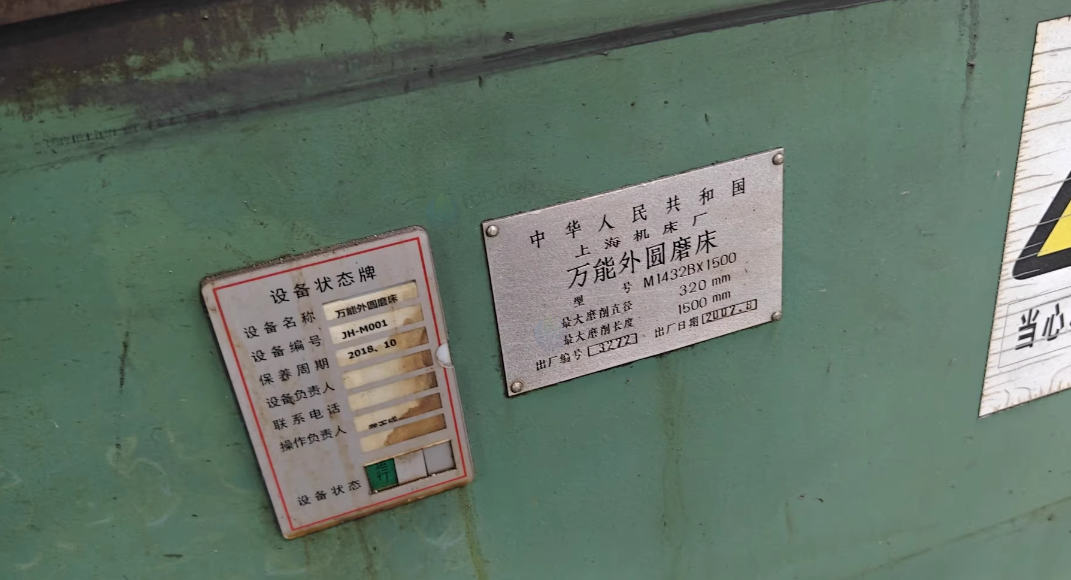 设备状态牌
设备名称 万能外圆磨床
设备编号 JH-M001
保养周期 2018、10
设备负责人
联系电话
操作负责人
设备状态 运行
中华人民共和国
上海机床厂
万能外圆磨床
型号 M1432BX1500
最大磨削直径 320 mm
最大磨削长度 1500 mm
出厂编号 3272 出厂日期 2002.8
当心